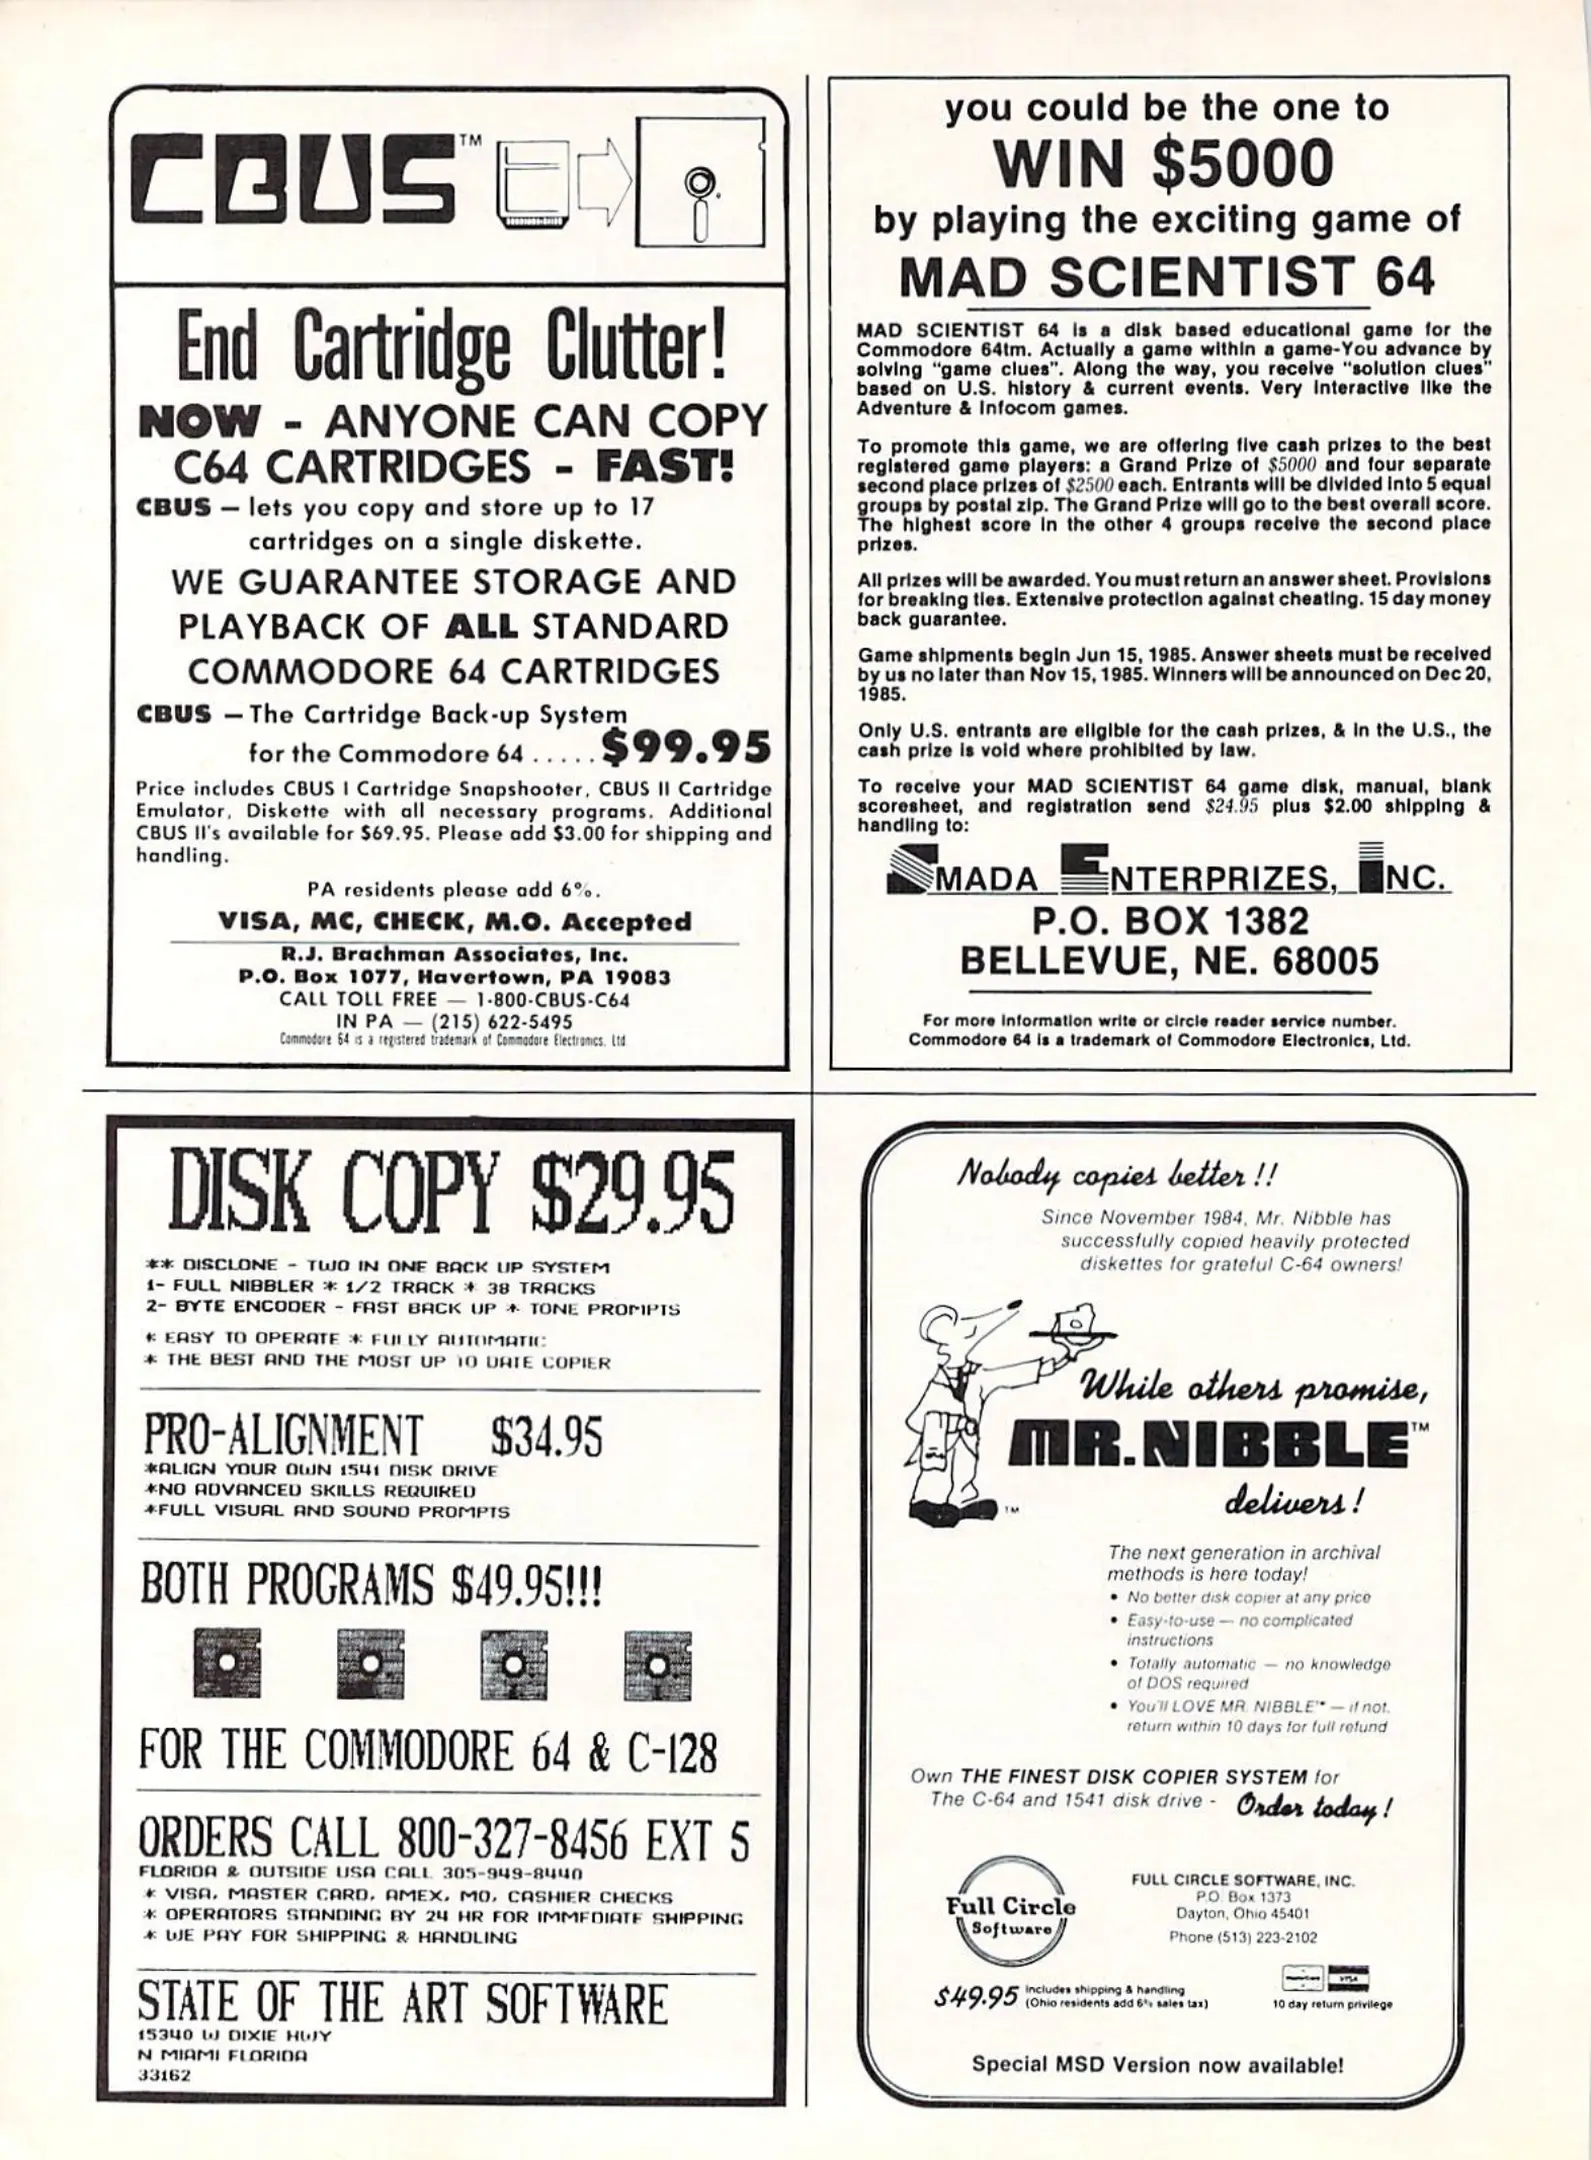 CBUS™
End Cartridge Clutter!
NOW - ANYONE CAN COPY
C64 CARTRIDGES - FAST!
CBUS — lets you copy and store up to 17
cartridges on a single diskette.
WE GUARANTEE STORAGE AND
PLAYBACK OF ALL STANDARD
COMMODORE 64 CARTRIDGES
CBUS — The Cartridge Back-up System
for the Commodore 64 ..... $99.95
Price includes CBUS I Cartridge Snapshooter, CBUS II Cartridge
Emulator, Diskette with all necessary programs. Additional
CBUS II's available for $69.95. Please add $3.00 for shipping and
handling.
PA residents please add 6%.
VISA, MC, CHECK, M.O. Accepted
R.J. Brachman Associates, Inc.
P.O. Box 1077, Havertown, PA 19083
CALL TOLL FREE — 1-800-CBUS-C64
IN PA — (215) 622-5495
Commodore 64 is a registered trademark of Commodore Electronics, Ltd
you could be the one to
WIN $5000
by playing the exciting game of
MAD SCIENTIST 64
MAD SCIENTIST 64 is a disk based educational game for the
Commodore 64tm. Actually a game within a game-You advance by
solving "game clues". Along the way, you receive "solution clues"
based on U.S. history & current events. Very interactive like the
Adventure & Infocom games.
To promote this game, we are offering five cash prizes to the best
registered game players: a Grand Prize of $5000 and four separate
second place prizes of $2500 each. Entrants will be divided into 5 equal
groups by postal zip. The Grand Prize will go to the best overall score.
The highest score in the other 4 groups receive the second place
prizes.
All prizes will be awarded. You must return an answer sheet. Provisions
for breaking ties. Extensive protection against cheating. 15 day money
back guarantee.
Game shipments begin Jun 15, 1985. Answer sheets must be received
by us no later than Nov 15, 1985. Winners will be announced on Dec 20,
1985.
Only U.S. entrants are eligible for the cash prizes, & in the U.S., the
cash prize is void where prohibited by law.
To receive your MAD SCIENTIST 64 game disk, manual, blank
scoresheet, and registration send $24.95 plus $2.00 shipping &
handling to:
SMADA ENTERPRIZES, INC.
P.O. BOX 1382
BELLEVUE, NE. 68005
For more information write or circle reader service number.
Commodore 64 is a trademark of Commodore Electronics, Ltd.
DISK COPY $29.95
** DISCLONE - TWO IN ONE BACK UP SYSTEM
1- FULL NIBBLER * 1/2 TRACK * 38 TRACKS
2- BYTE ENCODER - FAST BACK UP * TONE PROMPTS
* EASY TO OPERATE * FULLY AUTOMATIC
* THE BEST AND THE MOST UP TO DATE COPIER
PRO-ALIGNMENT $34.95
*ALIGN YOUR OWN 1541 DISK DRIVE
*NO ADVANCED SKILLS REQUIRED
*FULL VISUAL AND SOUND PROMPTS
BOTH PROGRAMS $49.95!!!
FOR THE COMMODORE 64 & C-128
ORDERS CALL 800-327-8456 EXT 5
FLORIDA & OUTSIDE USA CALL 305-949-8440
* VISA, MASTER CARD, AMEX, MO, CASHIER CHECKS
* OPERATORS STANDING BY 24 HR FOR IMMEDIATE SHIPPING
* WE PAY FOR SHIPPING & HANDLING
STATE OF THE ART SOFTWARE
15340 W DIXIE HWY
N MIAMI FLORIDA
33162
Nobody copies better !!
Since November 1984, Mr. Nibble has
successfully copied heavily protected
diskettes for grateful C-64 owners!
While others promise,
MR. NIBBLE™
delivers!
TM
The next generation in archival
methods is here today!
• No better disk copier at any price
• Easy-to-use — no complicated
instructions
• Totally automatic — no knowledge
of DOS required
• You'll LOVE MR. NIBBLE™ — if not,
return within 10 days for full refund
Own THE FINEST DISK COPIER SYSTEM for
The C-64 and 1541 disk drive - Order today!
Full Circle
Software
FULL CIRCLE SOFTWARE, INC.
P.O. Box 1373
Dayton, Ohio 45401
Phone (513) 223-2102
$49.95 includes shipping & handling
(Ohio residents add 6% sales tax)
MasterCard VISA
10 day return privilege
Special MSD Version now available!